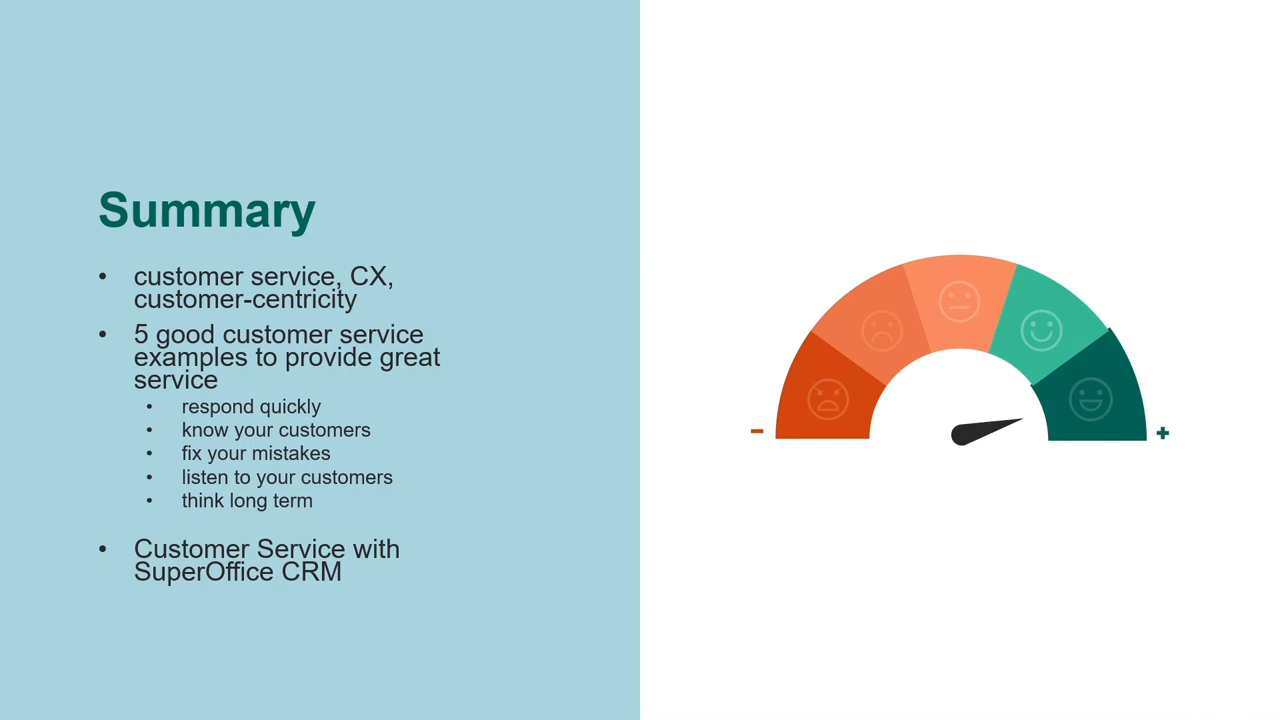 Summary
• customer service, CX,
customer-centricity
• 5 good customer service
examples to provide great
service
• respond quickly
• know your customers
• fix your mistakes
• listen to your customers
• think long term
• Customer Service with
SuperOffice CRM
- +